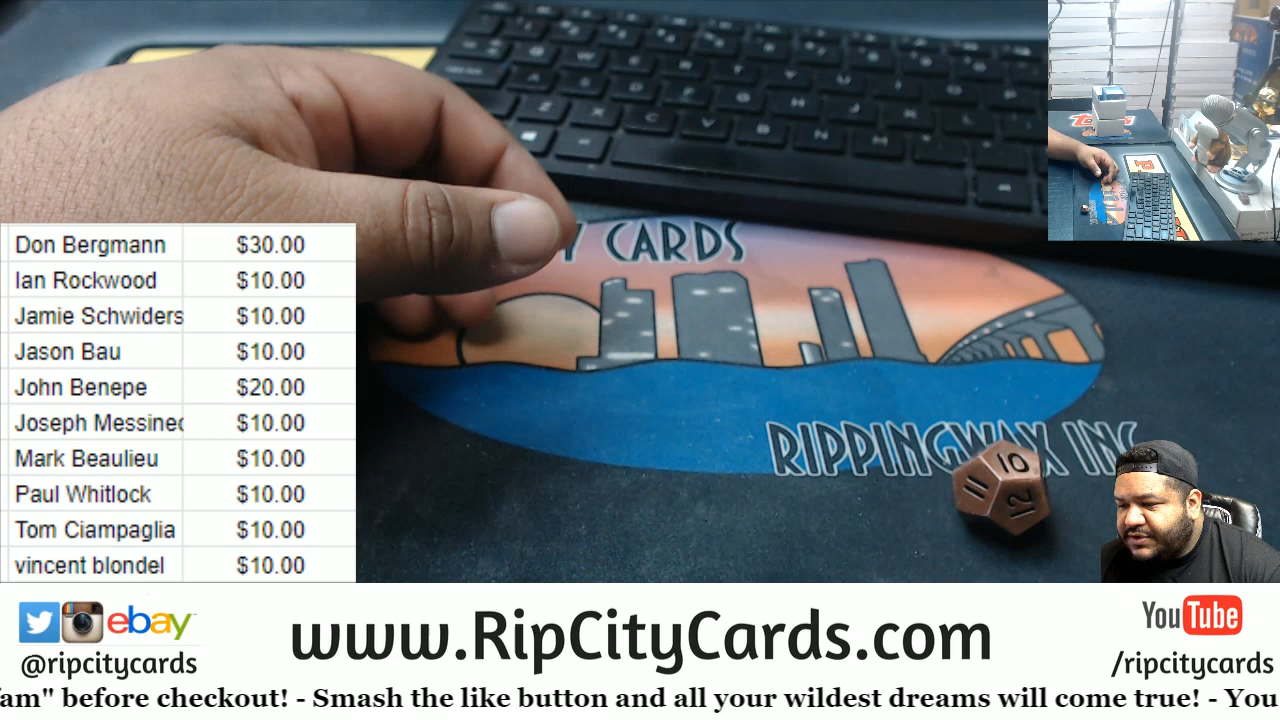 Y CARDS
RIPPINGWAX INC
10
11
12
Don Bergmann $30.00
Ian Rockwood $10.00
Jamie Schwiders $10.00
Jason Bau $10.00
John Benepe $20.00
Joseph Messinec $10.00
Mark Beaulieu $10.00
Paul Whitlock $10.00
Tom Ciampaglia $10.00
vincent blondel $10.00
ebay
@ripcitycards
www.RipCityCards.com
YouTube
/ripcitycards
fam" before checkout! - Smash the like button and all your wildest dreams will come true! - You